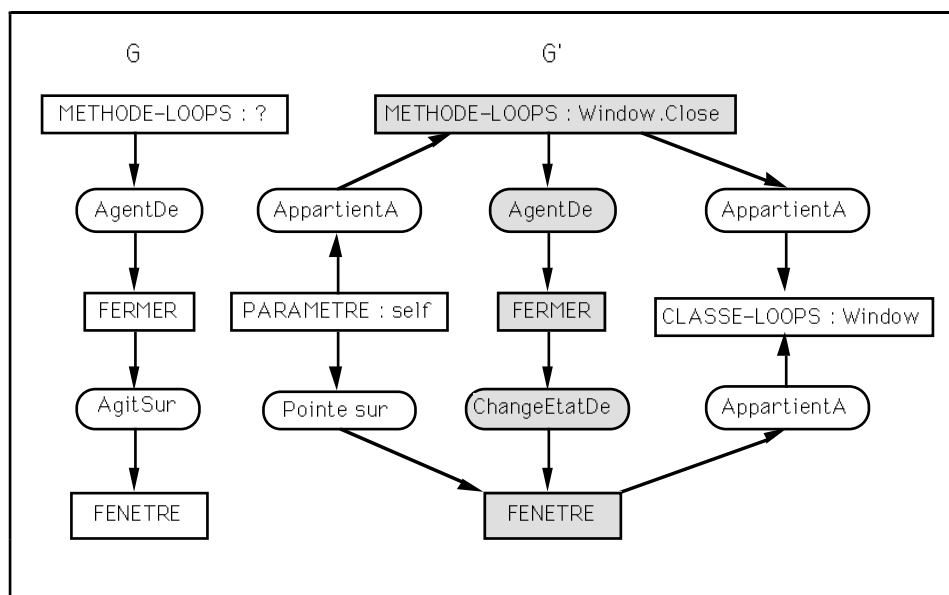 G
G'
METHODE-LOOPS : ?
METHODE-LOOPS : Window.Close
AgentDe
AppartientA
AgentDe
AppartientA
FERMER
PARAMETRE : self
FERMER
CLASSE-LOOPS : Window
AgitSur
Pointe sur
ChangeEtatDe
AppartientA
FENETRE
FENETRE